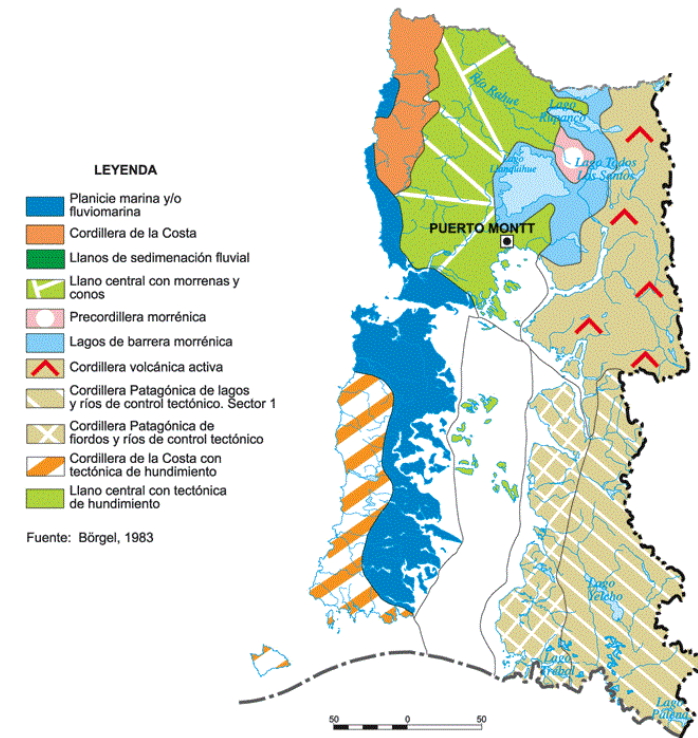 LEYENDA
Planicie marina y/o
fluviomarina
Cordillera de la Costa
Llanos de sedimenación fluvial
Llano central con morrenas y
conos
Precordillera morrénica
Lagos de barrera morrénica
Cordillera volcánica activa
Cordillera Patagónica de lagos
y ríos de control tectónico. Sector 1
Cordillera Patagónica de
fiordos y ríos de control tectónico
Cordillera de la Costa con
tectónica de hundimiento
Llano central con tectónica
de hundimiento
Fuente: Börgel, 1983
Río Rahue
Lago
Rupanco
Lago
Llanquihue
Lago Todos
Los Santos
PUERTO MONTT
Lago
Yelcho
Lago
Lago
Palena
50
0
50